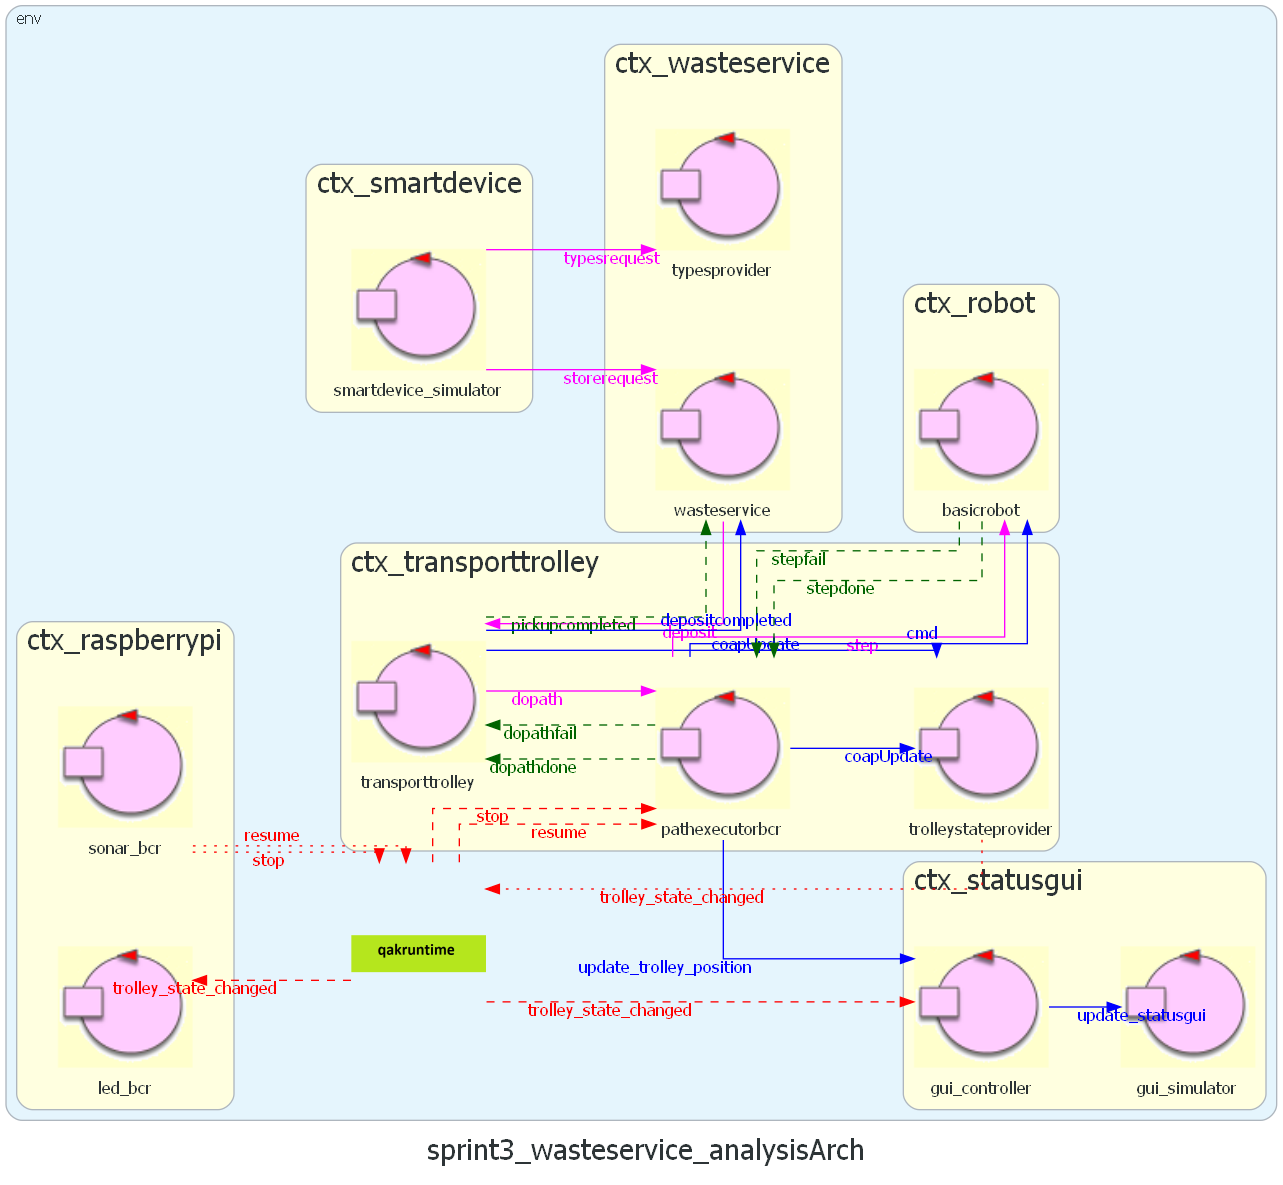 env
ctx_wasteservice
typesprovider
wasteservice
ctx_smartdevice
smartdevice_simulator
typesrequest
storerequest
ctx_robot
basicrobot
stepfail
stepdone
ctx_transporttrolley
pickupcompleted
depositcompleted
deposit
coapUpdate
cmd
step
dopath
dopathfail
dopathdone
coapUpdate
transporttrolley
pathexecutorbcr
trolleystateprovider
stop
resume
ctx_raspberrypi
sonar_bcr
resume
stop
led_bcr
trolley_state_changed
qakruntime
trolley_state_changed
update_trolley_position
trolley_state_changed
ctx_statusgui
gui_controller
update_statusgui
gui_simulator
sprint3_wasteservice_analysisArch